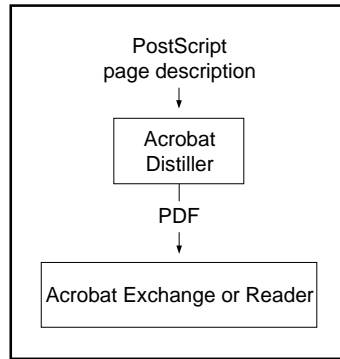 PostScript
page description
Acrobat
Distiller
PDF
Acrobat Exchange or Reader